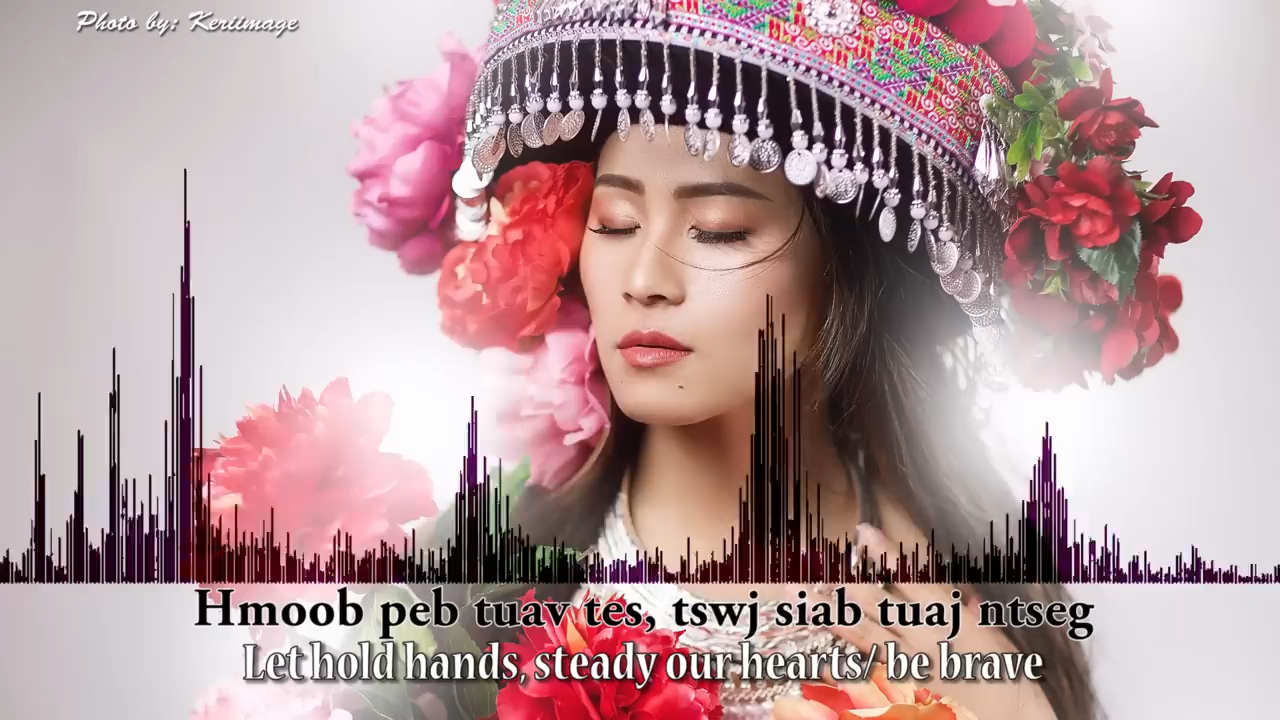 Photo by: Keriimage
Hmoob peb tuav tes, tswj siab tuaj ntseg
Let hold hands, steady our hearts/ be brave